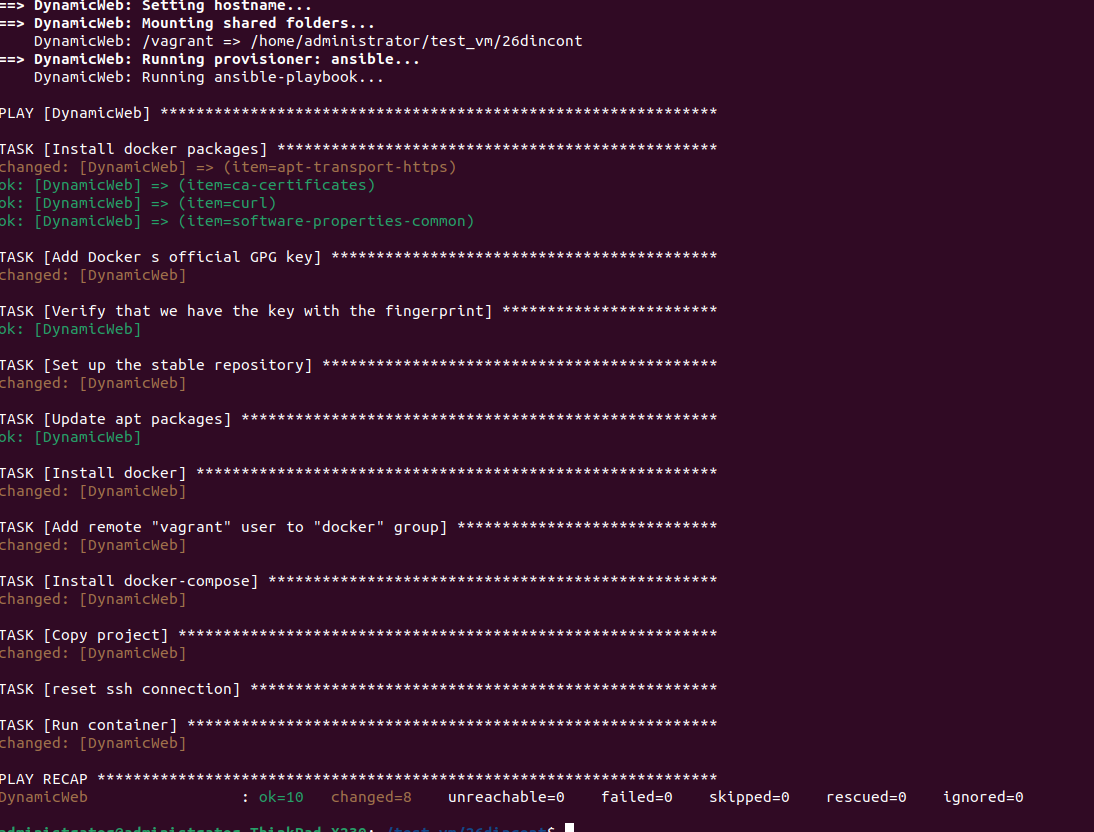 ==> DynamicWeb: Setting hostname...
==> DynamicWeb: Mounting shared folders...
DynamicWeb: /vagrant => /home/administrator/test_vm/26dincont
==> DynamicWeb: Running provisioner: ansible...
DynamicWeb: Running ansible-playbook...
PLAY [DynamicWeb] **************************************************************
TASK [Install docker packages] *************************************************
changed: [DynamicWeb] => (item=apt-transport-https)
ok: [DynamicWeb] => (item=ca-certificates)
ok: [DynamicWeb] => (item=curl)
ok: [DynamicWeb] => (item=software-properties-common)
TASK [Add Docker s official GPG key] *******************************************
changed: [DynamicWeb]
TASK [Verify that we have the key with the fingerprint] ************************
ok: [DynamicWeb]
TASK [Set up the stable repository] ********************************************
changed: [DynamicWeb]
TASK [Update apt packages] *****************************************************
ok: [DynamicWeb]
TASK [Install docker] **********************************************************
changed: [DynamicWeb]
TASK [Add remote "vagrant" user to "docker" group] *****************************
changed: [DynamicWeb]
TASK [Install docker-compose] **************************************************
changed: [DynamicWeb]
TASK [Copy project] ************************************************************
changed: [DynamicWeb]
TASK [reset ssh connection] ****************************************************
TASK [Run container] ***********************************************************
changed: [DynamicWeb]
PLAY RECAP *********************************************************************
DynamicWeb : ok=10 changed=8 unreachable=0 failed=0 skipped=0 rescued=0 ignored=0
administrator@administrator-ThinkPad-X230:~/test_vm/26dincont$